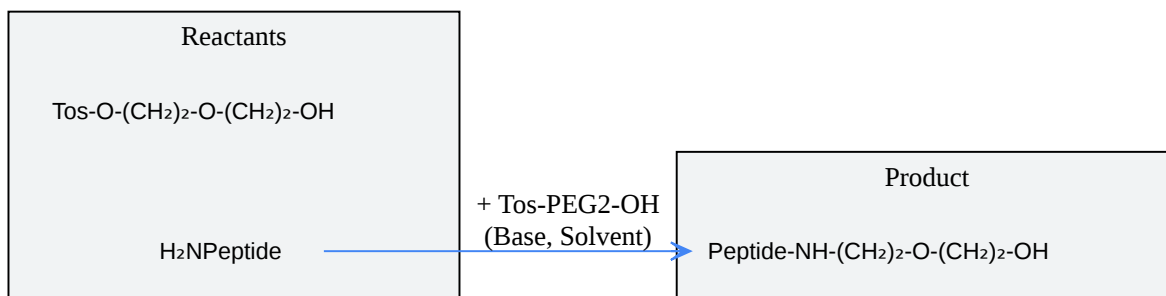 Reactants
Tos-O-(CH₂)₂-O-(CH₂)₂-OH
+ Tos-PEG2-OH
(Base, Solvent)
H₂NPeptide
Product
Peptide-NH-(CH₂)₂-O-(CH₂)₂-OH